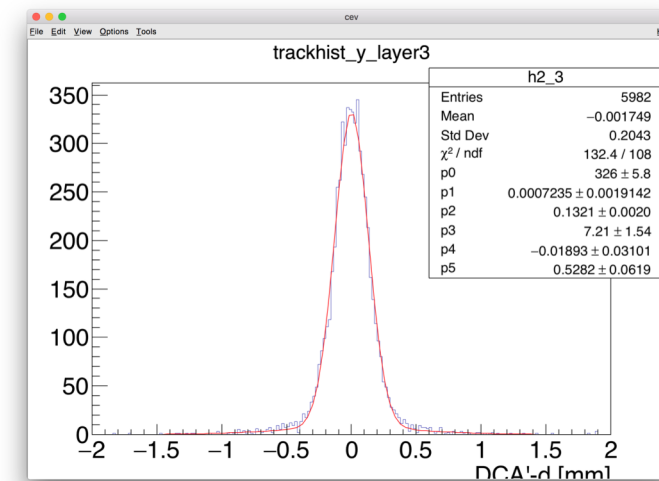 cev
File Edit View Options Tools
trackhist_y_layer3
h2_3
Entries 5982
Mean −0.001749
Std Dev 0.2043
χ² / ndf 132.4 / 108
p0 326 ± 5.8
p1 0.0007235 ± 0.0019142
p2 0.1321 ± 0.0020
p3 7.21 ± 1.54
p4 −0.01893 ± 0.03101
p5 0.5282 ± 0.0619
350
300
250
200
150
100
50
0
−2 −1.5 −1 −0.5 0 0.5 1 1.5 2
DCA'-d [mm]